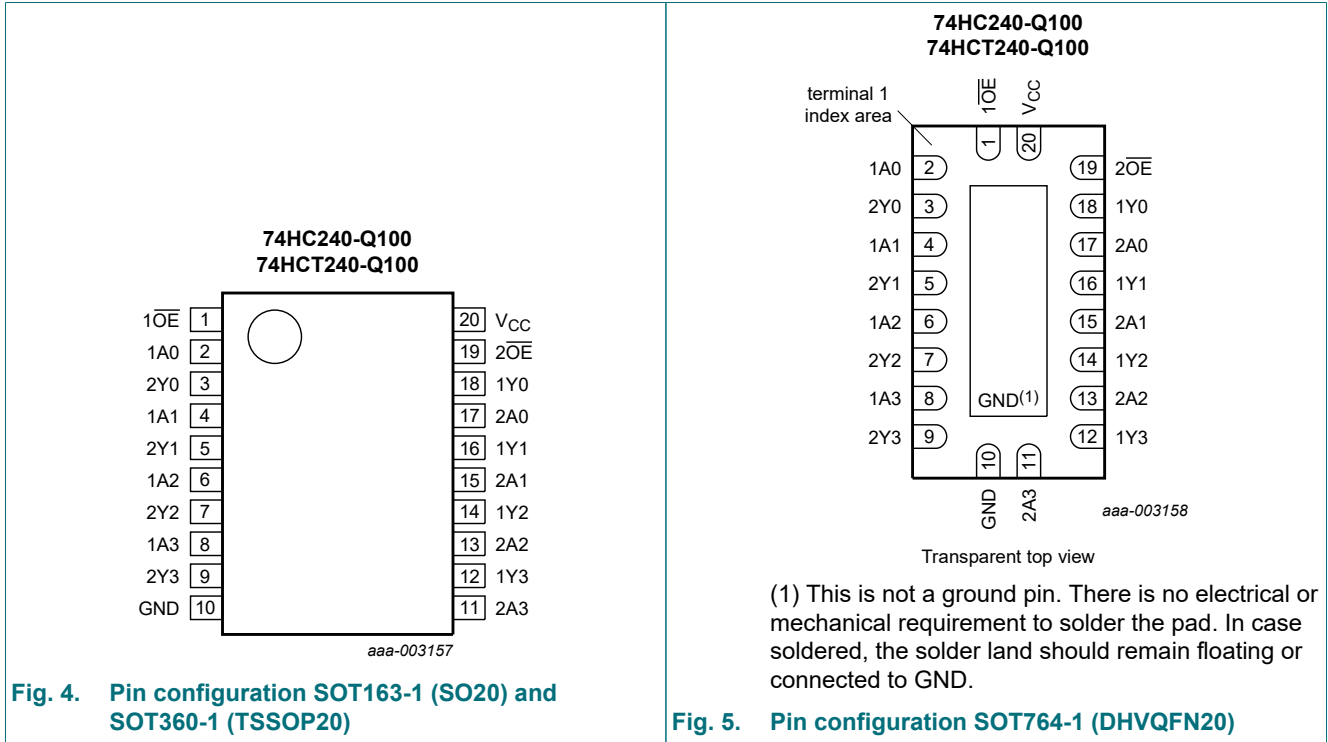 74HC240-Q100
74HCT240-Q100
1O̅E̅ 1
1A0 2
2Y0 3
1A1 4
2Y1 5
1A2 6
2Y2 7
1A3 8
2Y3 9
GND 10
20 VCC
19 2O̅E̅
18 1Y0
17 2A0
16 1Y1
15 2A1
14 1Y2
13 2A2
12 1Y3
11 2A3
aaa-003157
Fig. 4. Pin configuration SOT163-1 (SO20) and
SOT360-1 (TSSOP20)
74HC240-Q100
74HCT240-Q100
terminal 1
index area
1O̅E̅
VCC
1
20
1A0 2
2Y0 3
1A1 4
2Y1 5
1A2 6
2Y2 7
1A3 8
2Y3 9
GND(1)
19 2O̅E̅
18 1Y0
17 2A0
16 1Y1
15 2A1
14 1Y2
13 2A2
12 1Y3
10
11
GND
2A3
aaa-003158
Transparent top view
(1) This is not a ground pin. There is no electrical or
mechanical requirement to solder the pad. In case
soldered, the solder land should remain floating or
connected to GND.
Fig. 5. Pin configuration SOT764-1 (DHVQFN20)